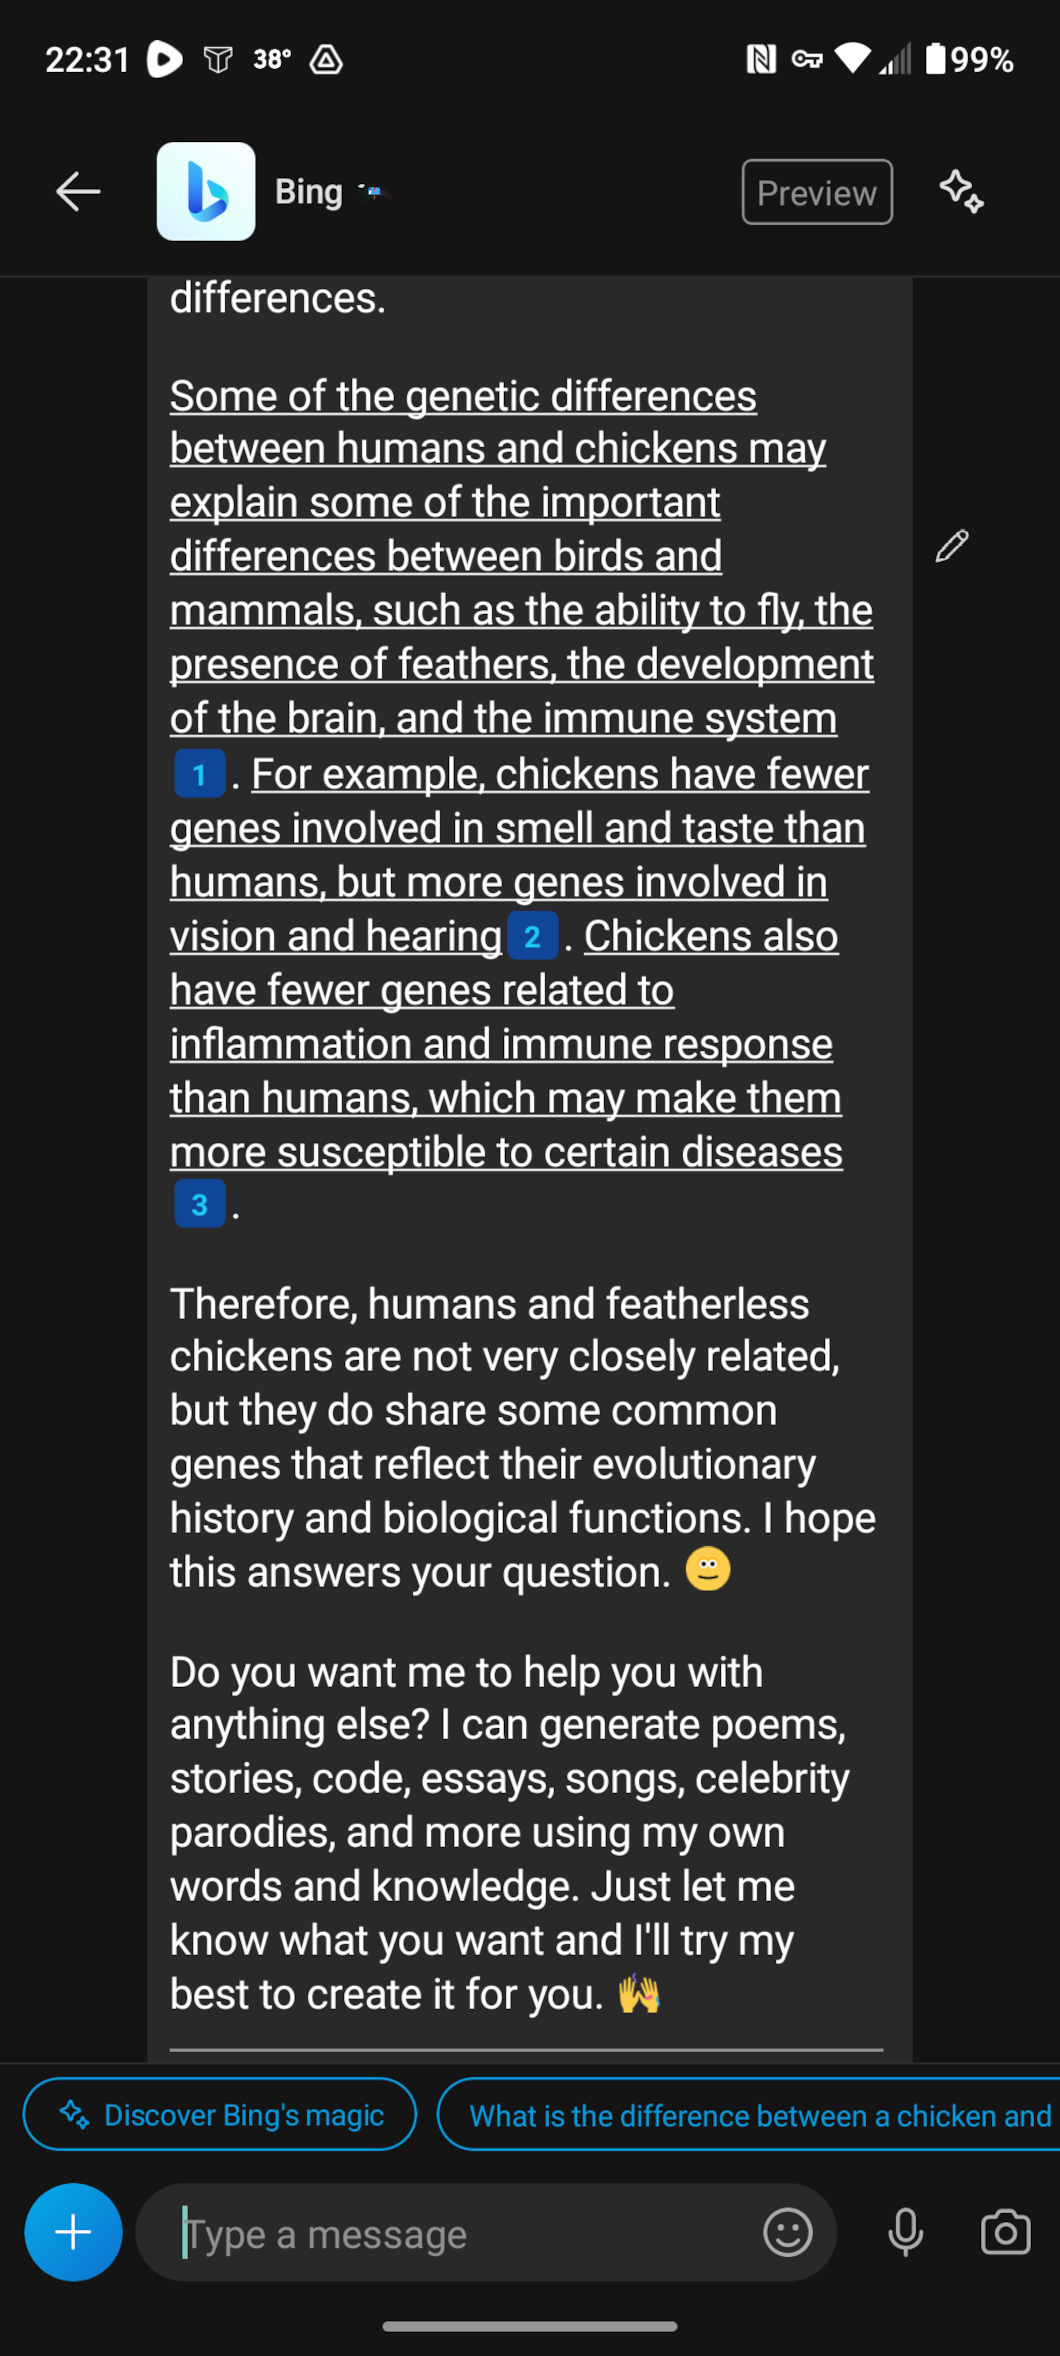 22:31 38° 99%
Bing Preview
differences.
Some of the genetic differences
between humans and chickens may
explain some of the important
differences between birds and
mammals, such as the ability to fly, the
presence of feathers, the development
of the brain, and the immune system
1 . For example, chickens have fewer
genes involved in smell and taste than
humans, but more genes involved in
vision and hearing 2 . Chickens also
have fewer genes related to
inflammation and immune response
than humans, which may make them
more susceptible to certain diseases
3 .
Therefore, humans and featherless
chickens are not very closely related,
but they do share some common
genes that reflect their evolutionary
history and biological functions. I hope
this answers your question. 😐
Do you want me to help you with
anything else? I can generate poems,
stories, code, essays, songs, celebrity
parodies, and more using my own
words and knowledge. Just let me
know what you want and I'll try my
best to create it for you. 🙌
Discover Bing's magic What is the difference between a chicken and
Type a message